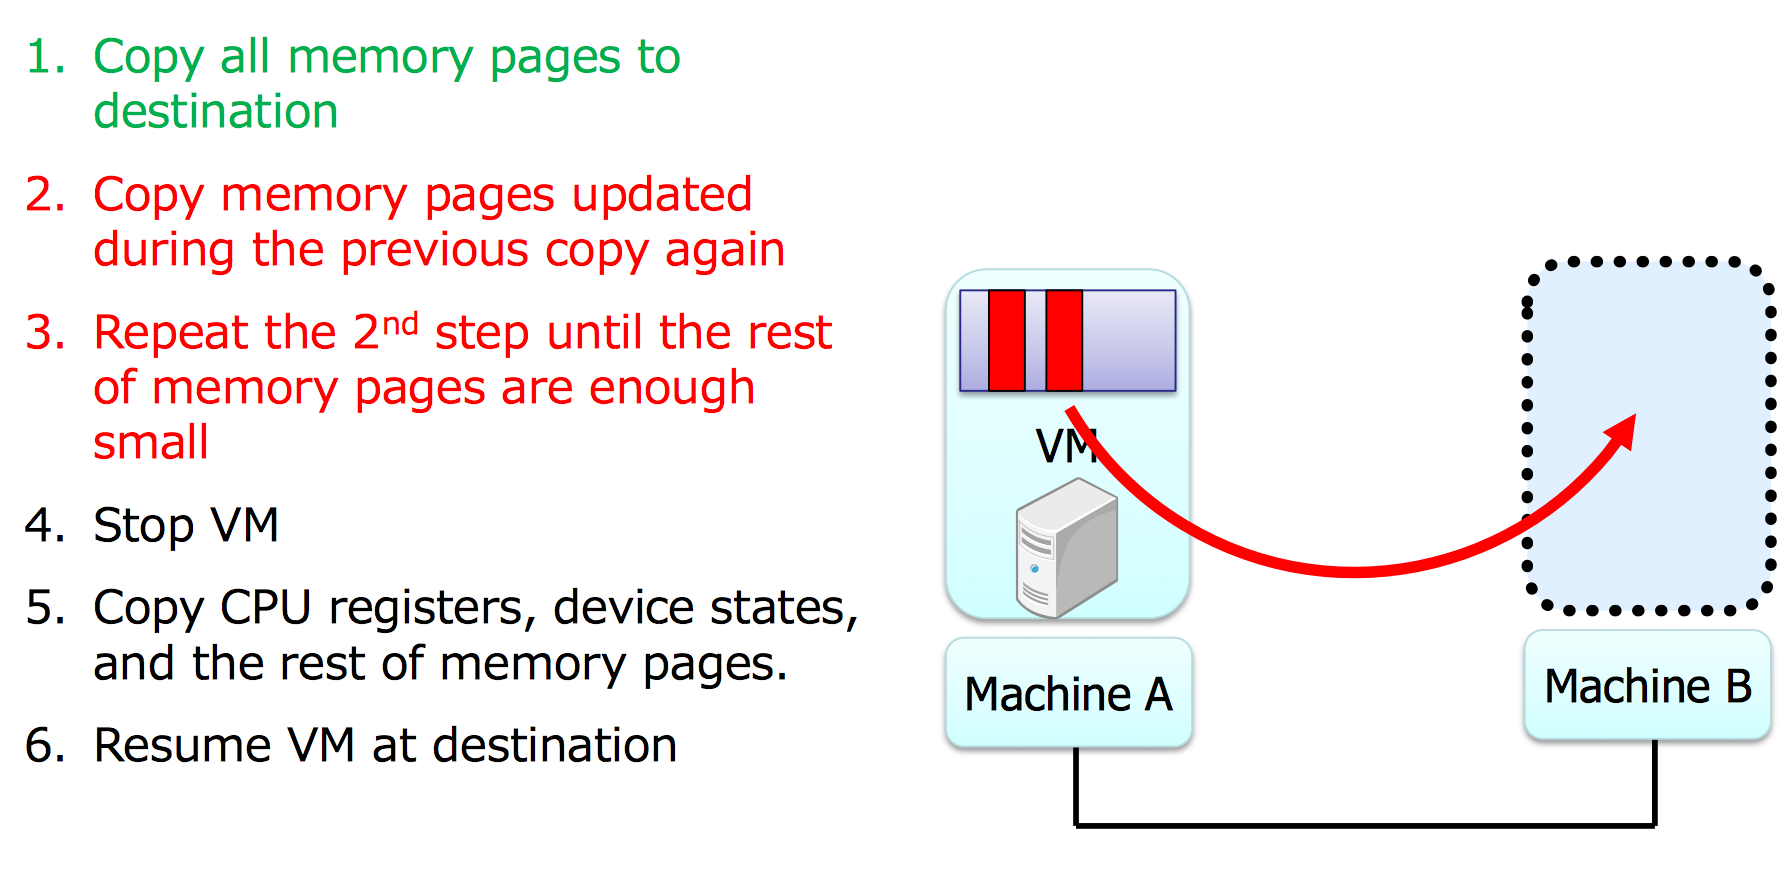 1. Copy all memory pages to
destination
2. Copy memory pages updated
during the previous copy again
3. Repeat the 2nd step until the rest
of memory pages are enough
small
4. Stop VM
5. Copy CPU registers, device states,
and the rest of memory pages.
6. Resume VM at destination
VM
Machine A
Machine B